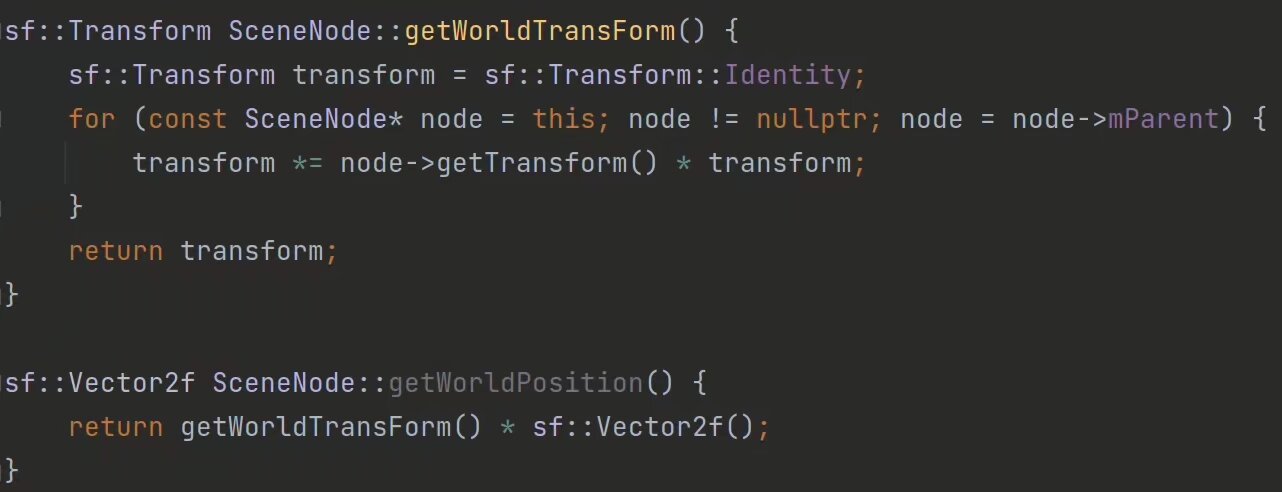 sf::Transform SceneNode::getWorldTransForm() {
    sf::Transform transform = sf::Transform::Identity;
    for (const SceneNode* node = this; node != nullptr; node = node->mParent) {
        transform *= node->getTransform() * transform;
    }
    return transform;
}
sf::Vector2f SceneNode::getWorldPosition() {
    return getWorldTransForm() * sf::Vector2f();
}